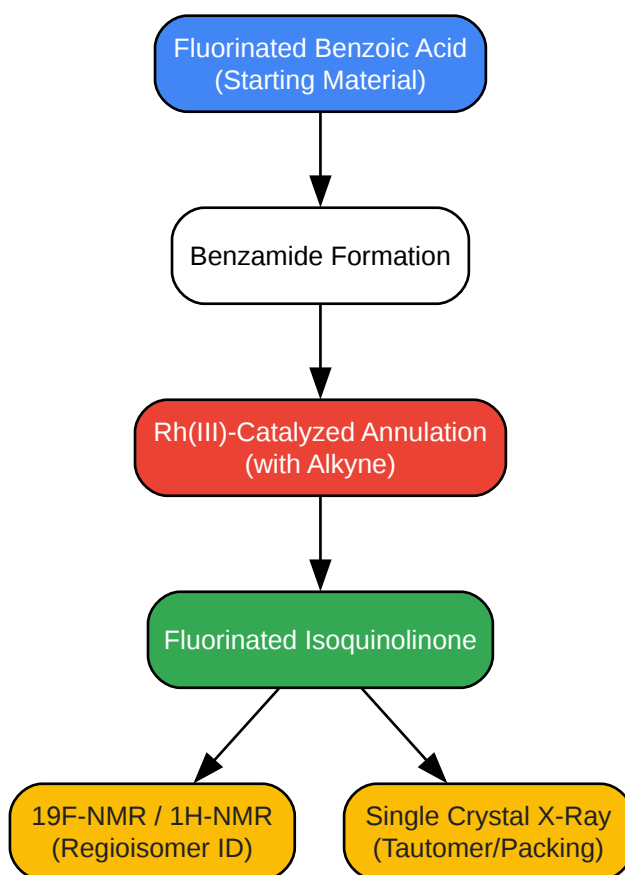 Fluorinated Benzoic Acid
(Starting Material)
Benzamide Formation
Rh(III)-Catalyzed Annulation
(with Alkyne)
Fluorinated Isoquinolinone
19F-NMR / 1H-NMR
(Regioisomer ID)
Single Crystal X-Ray
(Tautomer/Packing)